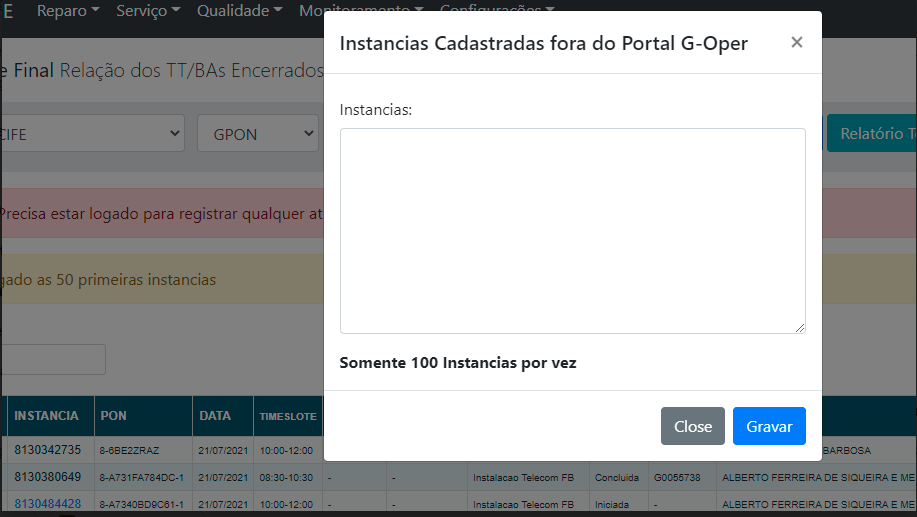 E Reparo Serviço Qualidade Monitoramento Configurações
Instancias Cadastradas fora do Portal G-Oper ×
e Final Relação dos TT/BAs Encerrados
Instancias:
CIFE GPON Relatório T
Precisa estar logado para registrar qualquer at
gado as 50 primeiras instancias
Somente 100 Instancias por vez
Close Gravar
INSTANCIA PON DATA TIMESLOTE
8130342735 8-6BE2ZRAZ 21/07/2021 10:00-12:00 BARBOSA
8130380649 8-A731FA784DC-1 21/07/2021 08:30-10:30 - - Instalacao Telecom FB Concluida G0055738 ALBERTO FERREIRA DE SIQUEIRA E ME
8130484428 8-A7340BD9C61-1 21/07/2021 10:00-12:00 - - Instalacao Telecom FB Iniciada - ALBERTO FERREIRA DE SIQUEIRA E ME